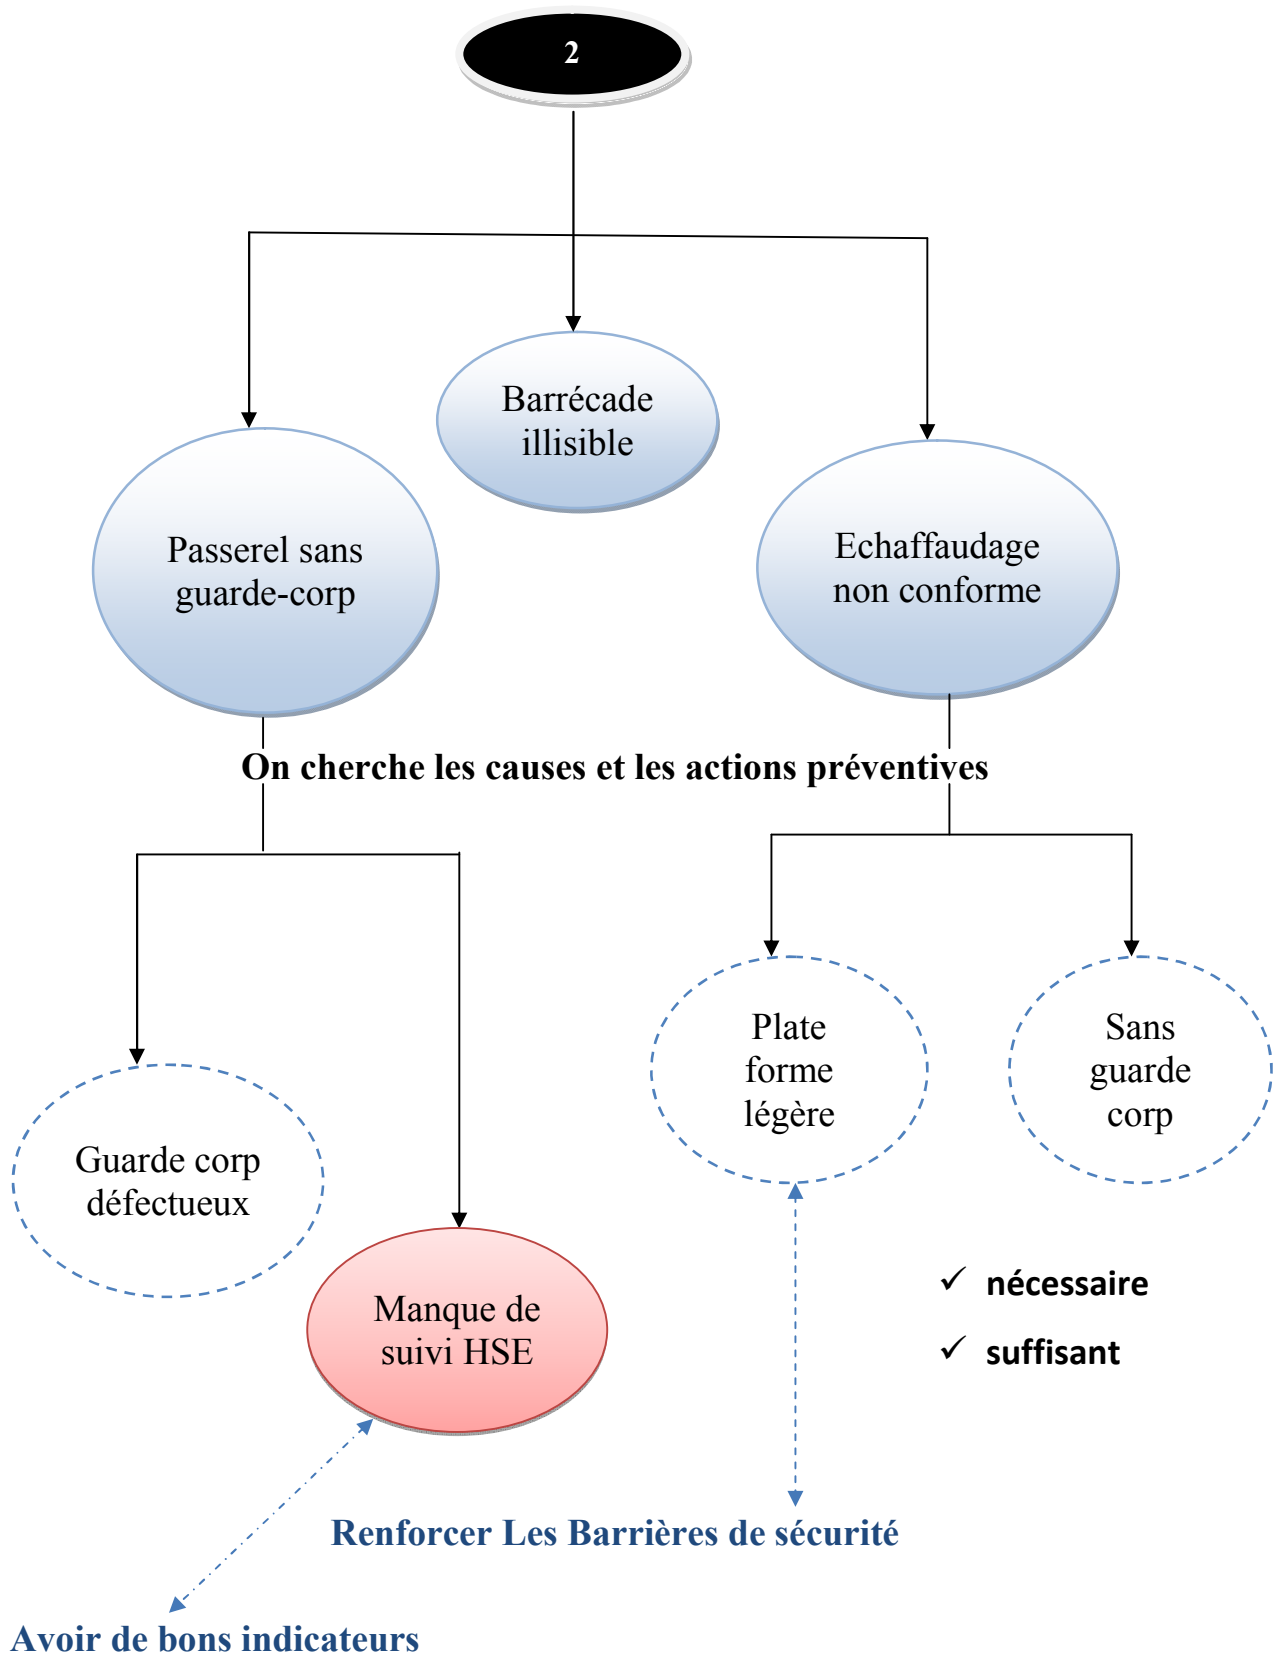 2
Barrécade
illisible
Passerel sans
guarde-corp
Echaffaudage
non conforme
On cherche les causes et les actions préventives
Plate
forme
légère
Sans
guarde
corp
Guarde corp
défectueux
Manque de
suivi HSE
✓ nécessaire
✓ suffisant
Renforcer Les Barrières de sécurité
Avoir de bons indicateurs